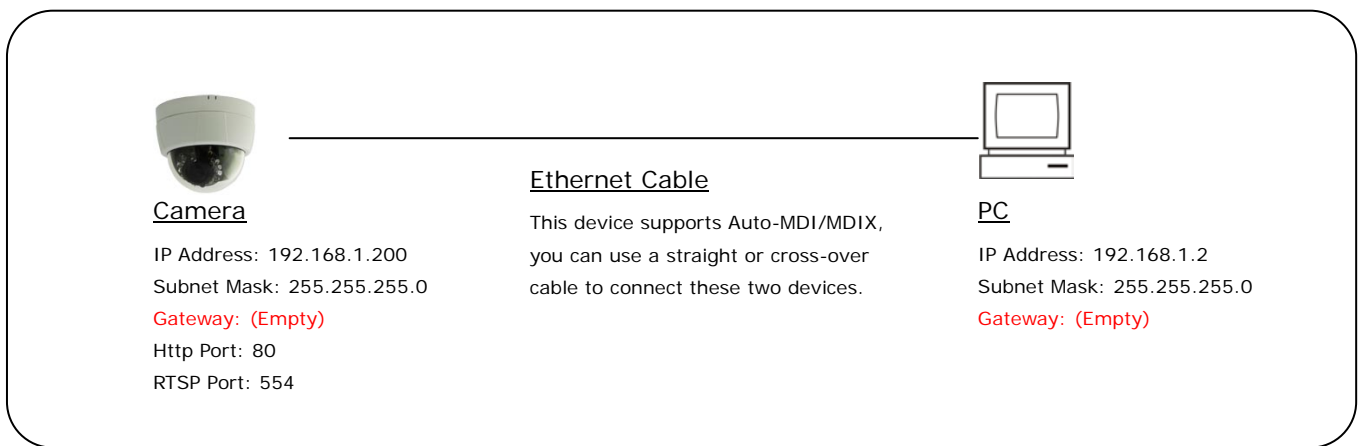 Camera
IP Address: 192.168.1.200
Subnet Mask: 255.255.255.0
Gateway: (Empty)
Http Port: 80
RTSP Port: 554
Ethernet Cable
This device supports Auto-MDI/MDIX,
you can use a straight or cross-over
cable to connect these two devices.
PC
IP Address: 192.168.1.2
Subnet Mask: 255.255.255.0
Gateway: (Empty)